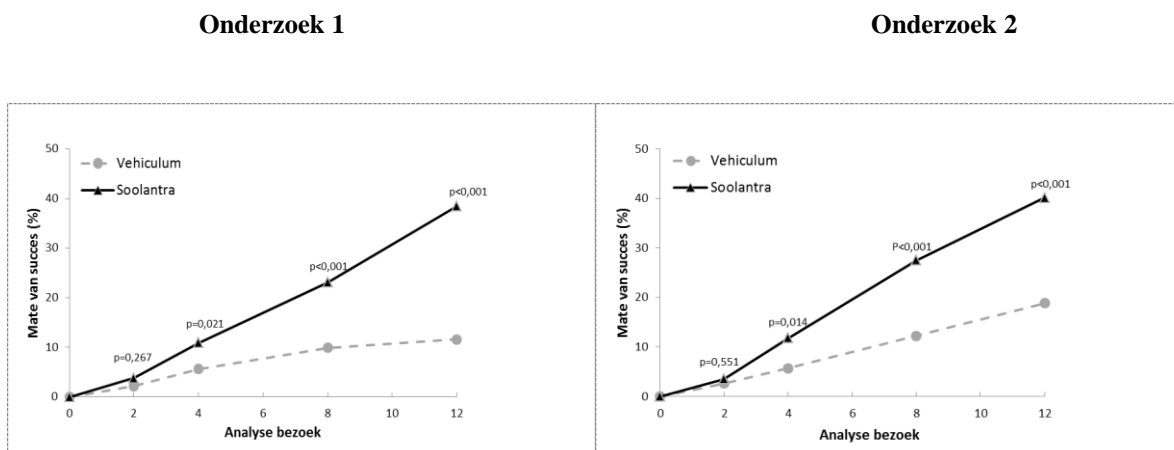 Onderzoek 1
Onderzoek 2
50
40
30
20
10
0
Mate van succes (%)
Vehiculum
Soolantra
p=0,267
p=0,021
p<0,001
p<0,001
0 2 4 6 8 10 12
Analyse bezoek
50
40
30
20
10
0
Mate van succes (%)
Vehiculum
Soolantra
p=0,551
p=0,014
P<0,001
p<0,001
0 2 4 6 8 10 12
Analyse bezoek